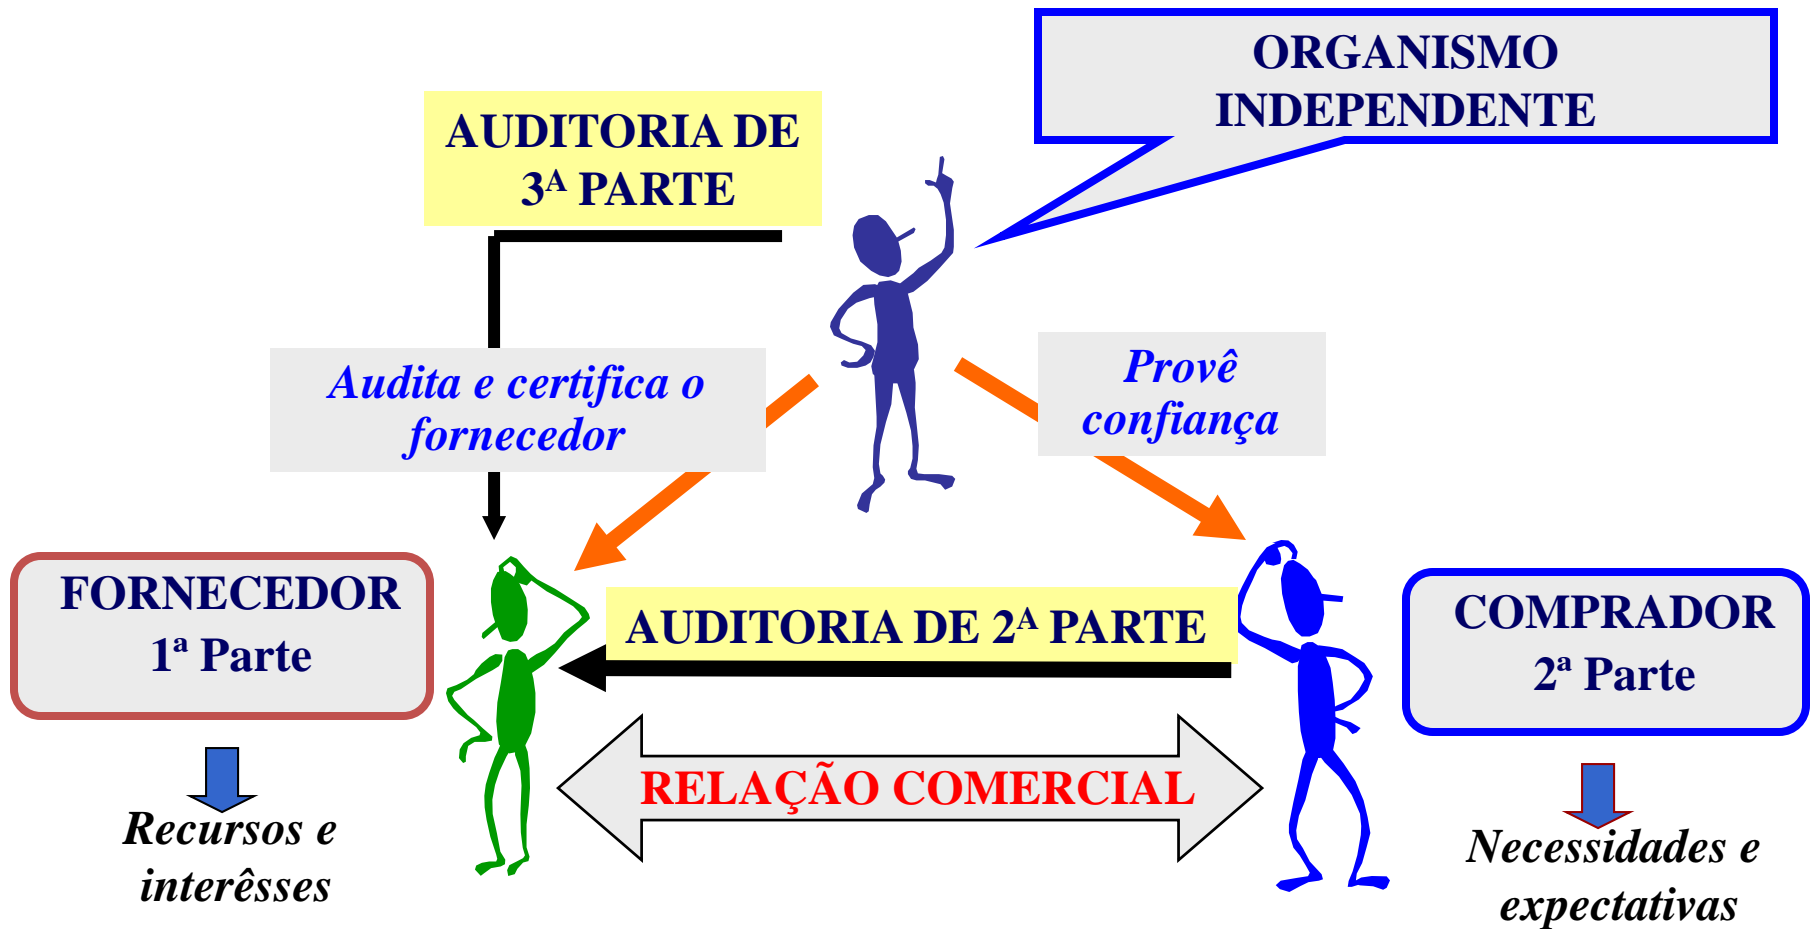 ORGANISMO
INDEPENDENTE
AUDITORIA DE
3ᴬ PARTE
Audita e certifica o
fornecedor
Provê
confiança
FORNECEDOR
1ª Parte
AUDITORIA DE 2ᴬ PARTE
COMPRADOR
2ª Parte
RELAÇÃO COMERCIAL
Recursos e
interêsses
Necessidades e
expectativas